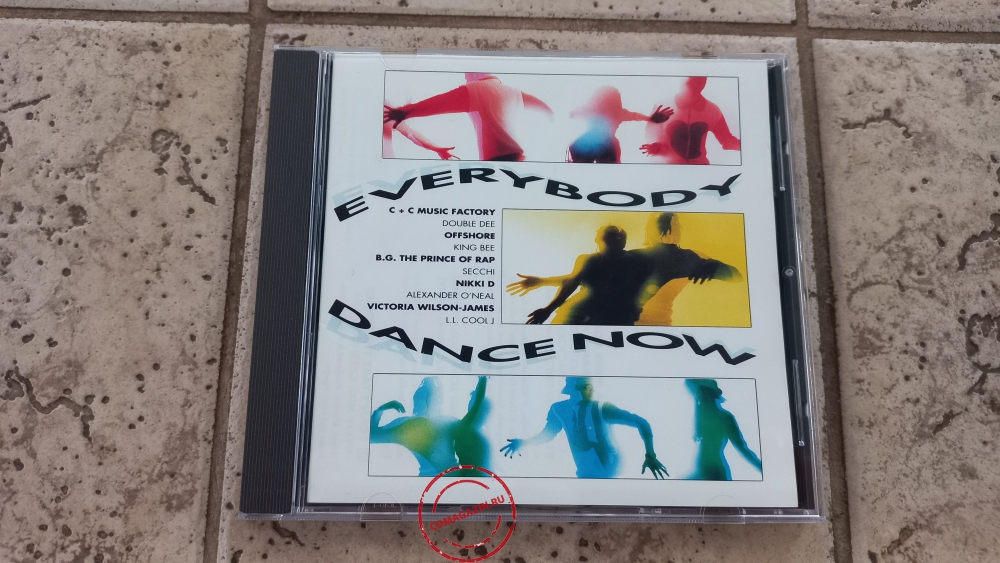 EVERYBODY
C + C MUSIC FACTORY
DOUBLE DEE
OFFSHORE
KING BEE
B.G. THE PRINCE OF RAP
SECCHI
NIKKI D
ALEXANDER O'NEAL
VICTORIA WILSON-JAMES
L.L. COOL J
DANCE NOW